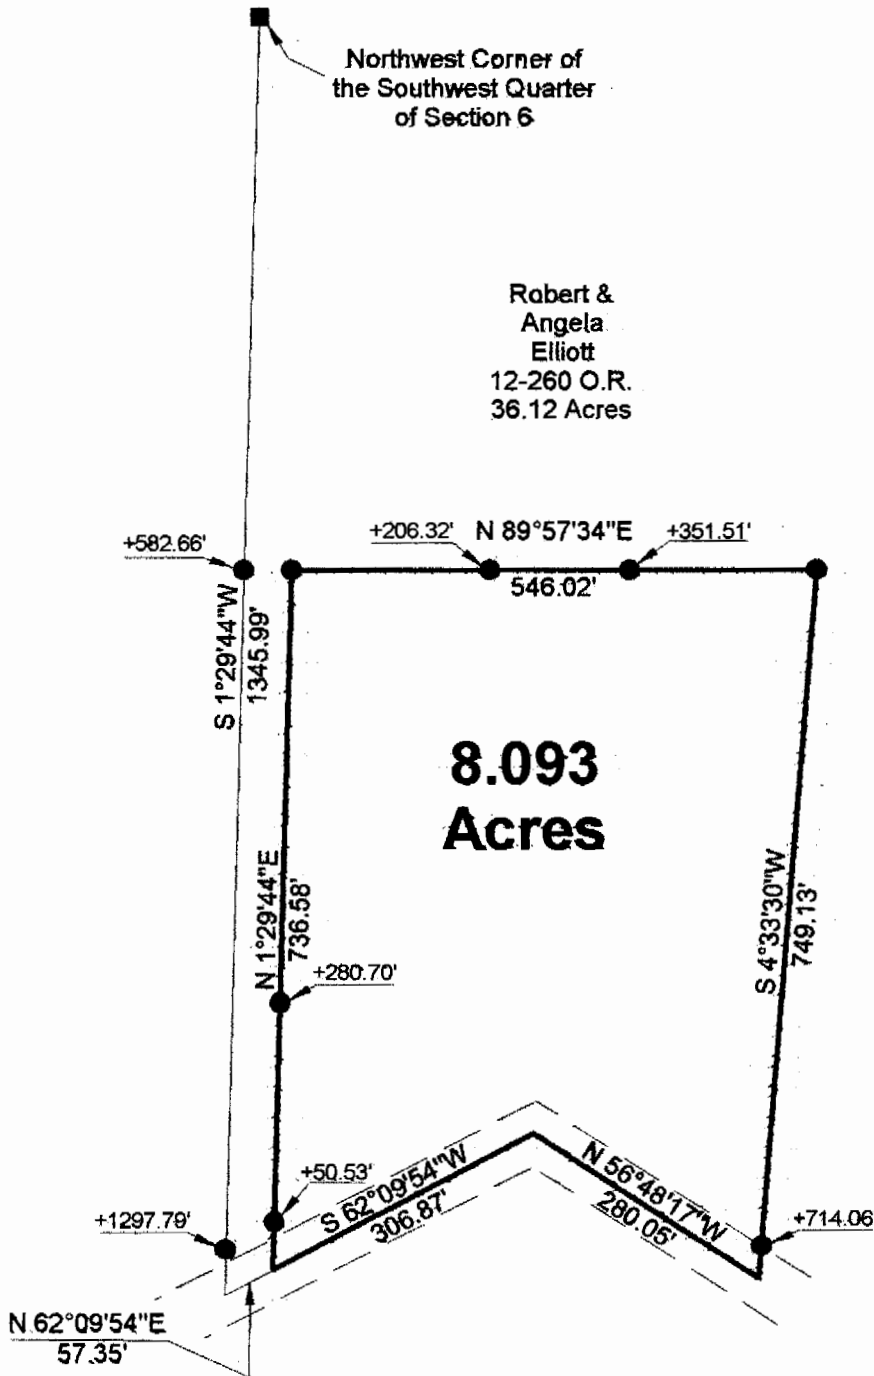 Northwest Corner of
the Southwest Quarter
of Section 6
Robert &
Angela
Elliott
12-260 O.R.
36.12 Acres
+582.66'
+206.32'
N 89°57'34"E
+351.51'
546.02'
S 1°29'44"W
1345.99'
8.093
Acres
N 1°29'44"E
736.58'
S 4°33'30"W
749.13'
+280.70'
+50.53'
S 62°09'54"W
306.87'
N 56°48'17"W
280.05'
+1297.79'
+714.06
N 62°09'54"E
57.35'